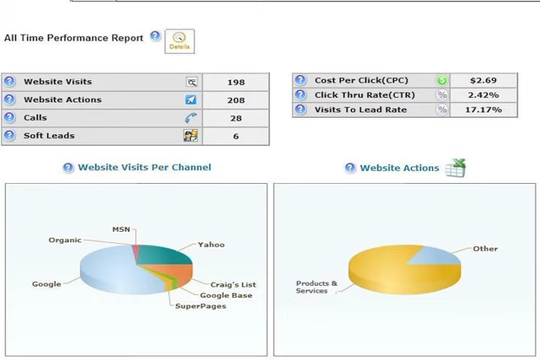 All Time Performance Report
Details
Website Visits 198
Website Actions 208
Calls 28
Soft Leads 6
Cost Per Click(CPC) $2.69
Click Thru Rate(CTR) % 2.42%
Visits To Lead Rate % 17.17%
Website Visits Per Channel
MSN
Organic
Yahoo
Google
Craig's List
Google Base
SuperPages
Website Actions
Other
Products &
Services